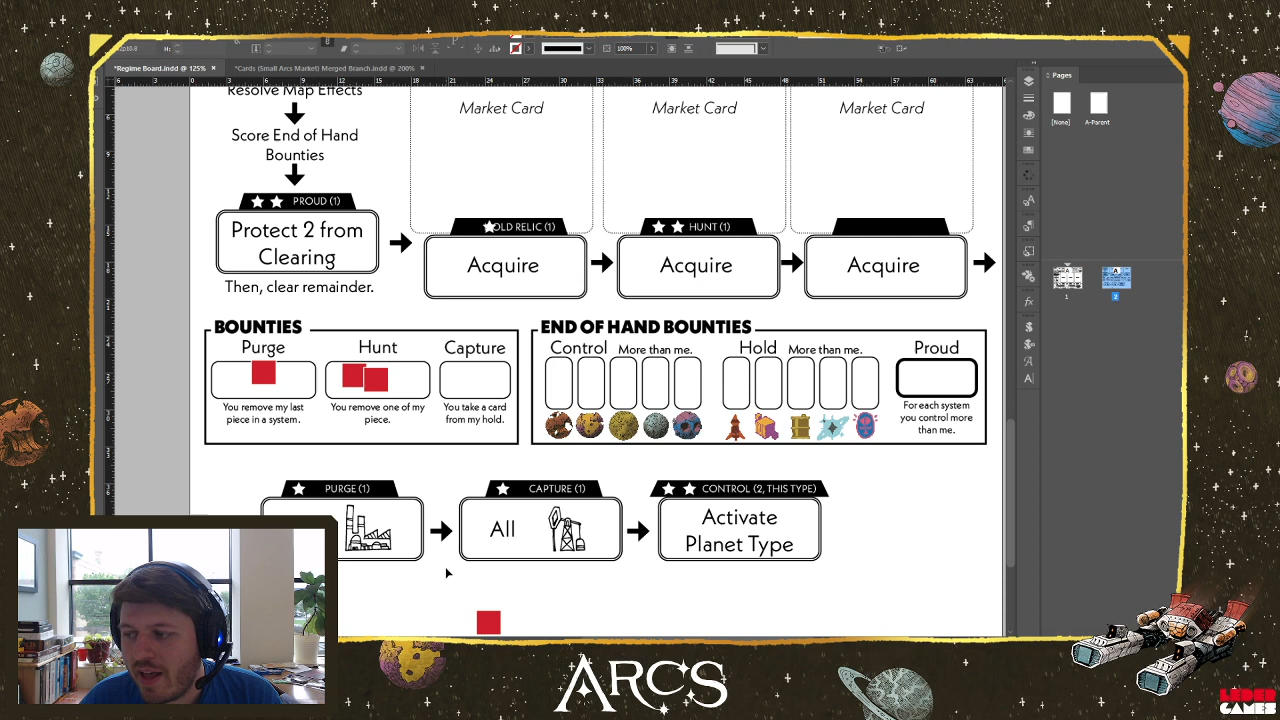 *Regime Board.indd @ 125% ×
*Cards (Small Arcs Market) Merged Branch.indd @ 200% ×
100%
Pages
[None]
A-Parent
1
2
Resolve Map Effects
Score End of Hand
Bounties
PROUD (1)
Protect 2 from
Clearing
Then, clear remainder.
Market Card
Market Card
Market Card
OLD RELIC (1)
Acquire
HUNT (1)
Acquire
Acquire
BOUNTIES
Purge
You remove my last
piece in a system.
Hunt
You remove one of my
piece.
Capture
You take a card
from my hold.
END OF HAND BOUNTIES
Control More than me.
Hold More than me.
Proud
For each system
you control more
than me.
PURGE (1)
CAPTURE (1)
All
CONTROL (2, THIS TYPE)
Activate
Planet Type
ARCS
LEDER
GAMES